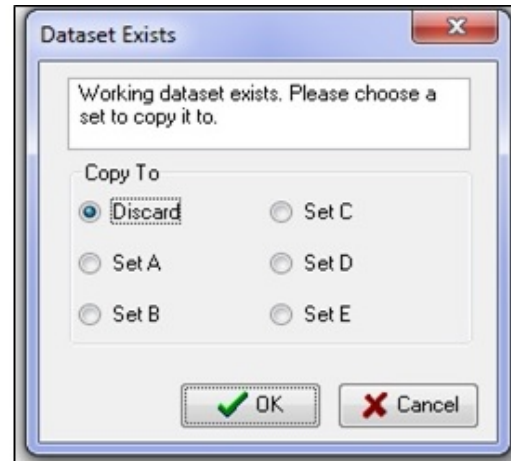 Dataset Exists
Working dataset exists. Please choose a
set to copy it to.
Copy To
Discard
Set C
Set A
Set D
Set B
Set E
OK
Cancel